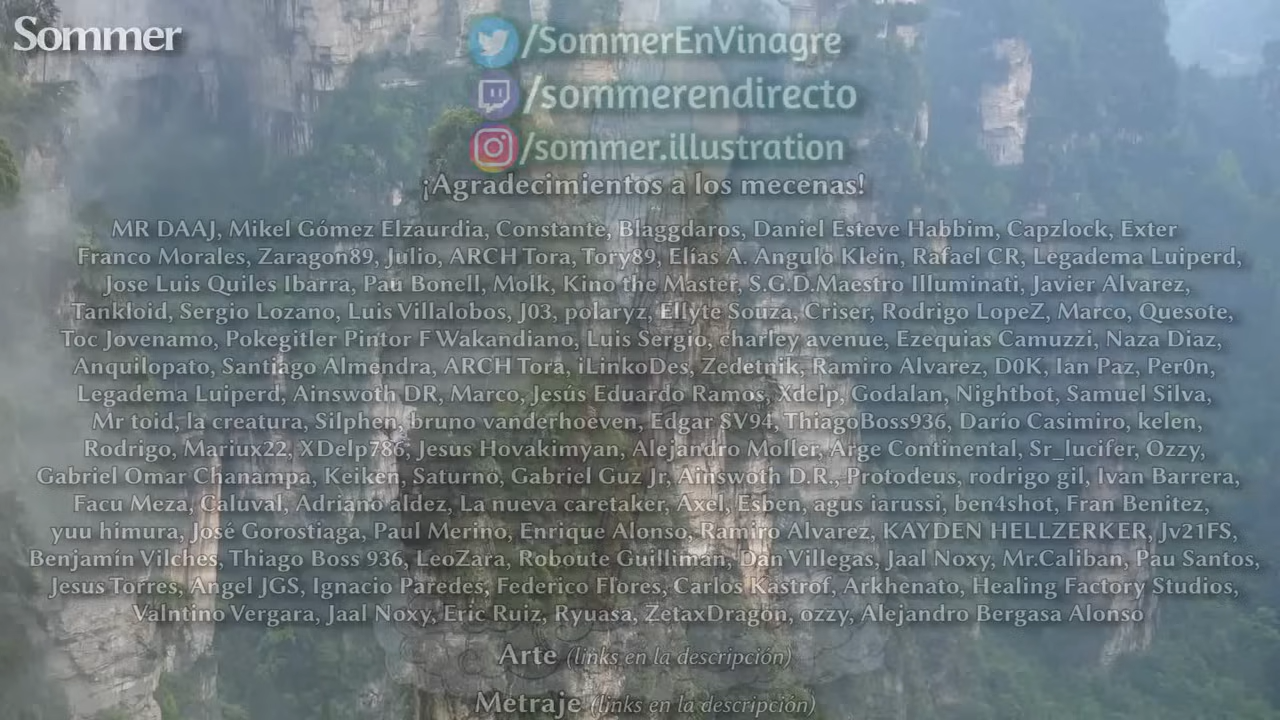 Sommer
/SommerEnVinagre
/sommerendirecto
/sommer.illustration
¡Agradecimientos a los mecenas!
MR DAAJ, Mikel Gómez Elzaurdia, Constante, Blaggdaros, Daniel Esteve Habbim, Capzlock, Exter
Franco Morales, Zaragon89, Julio, ARCH Tora, Tory89, Elías A. Angulo Klein, Rafael CR, Legadema Luiperd,
Jose Luis Quiles Ibarra, Pau Bonell, Molk, Kino the Master, S.G.D.Maestro Illuminati, Javier Alvarez,
Tankloid, Sergio Lozano, Luis Villalobos, J03, polaryz, Ellyte Souza, Criser, Rodrigo LopeZ, Marco, Quesote,
Toc Jovenamo, Pokegitler Pintor F Wakandiano, Luis Sergio, charley avenue, Ezequias Camuzzi, Naza Diaz,
Anquilopato, Santiago Almendra, ARCH Tora, iLinkoDes, Zedetnik, Ramiro Alvarez, D0K, Ian Paz, Per0n,
Legadema Luiperd, Ainswoth DR, Marco, Jesús Eduardo Ramos, Xdelp, Godalan, Nightbot, Samuel Silva,
Mr toid, la creatura, Silphen, bruno vanderhoeven, Edgar SV94, ThiagoBoss936, Darío Casimiro, kelen,
Rodrigo, Mariux22, XDelp786, Jesus Hovakimyan, Alejandro Moller, Arge Continental, Sr_lucifer, Ozzy,
Gabriel Omar Chanampa, Keiken, Saturno, Gabriel Guz Jr, Ainswoth D.R., Protodeus, rodrigo gil, Ivan Barrera,
Facu Meza, Caluval, Adriano aldez, La nueva caretaker, Axel, Esben, agus iarussi, ben4shot, Fran Benitez,
yuu himura, José Gorostiaga, Paul Merino, Enrique Alonso, Ramiro Alvarez, KAYDEN HELLZERKER, Jv21FS,
Benjamín Vilches, Thiago Boss 936, LeoZara, Roboute Guilliman, Dan Villegas, Jaal Noxy, Mr.Caliban, Pau Santos,
Jesus Torres, Angel JGS, Ignacio Paredes, Federico Flores, Carlos Kastrof, Arkhenato, Healing Factory Studios,
Valntino Vergara, Jaal Noxy, Eric Ruiz, Ryuasa, ZetaxDragon, ozzy, Alejandro Bergasa Alonso
Arte (links en la descripción)
Metraje (links en la descripción)